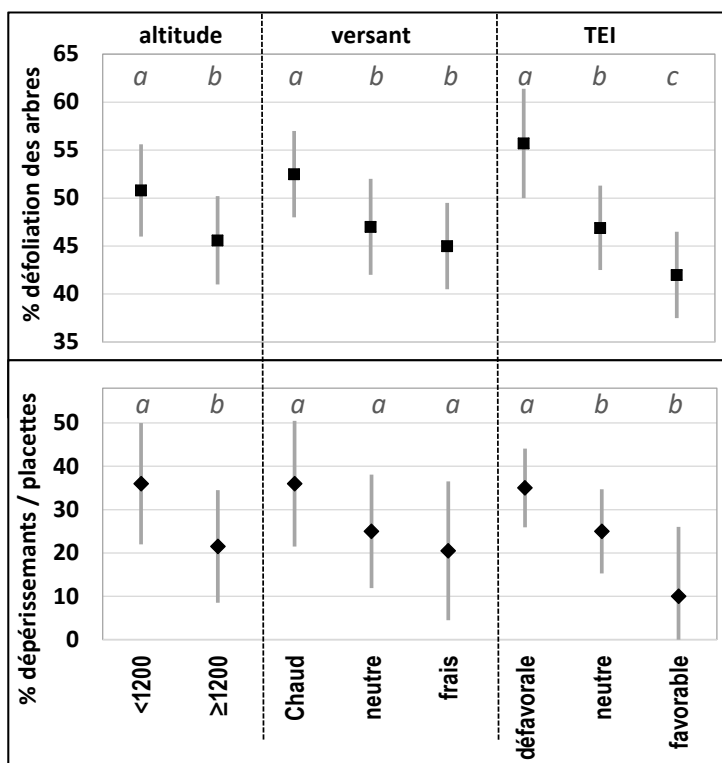 altitude versant TEI
% défoliation des arbres
65
60
55
50
45
40
35
a b a b b a b c
% dépérissemants / placettes
50
40
30
20
10
0
a b a a a a b b
<1200
≥1200
Chaud
neutre
frais
défavorale
neutre
favorable